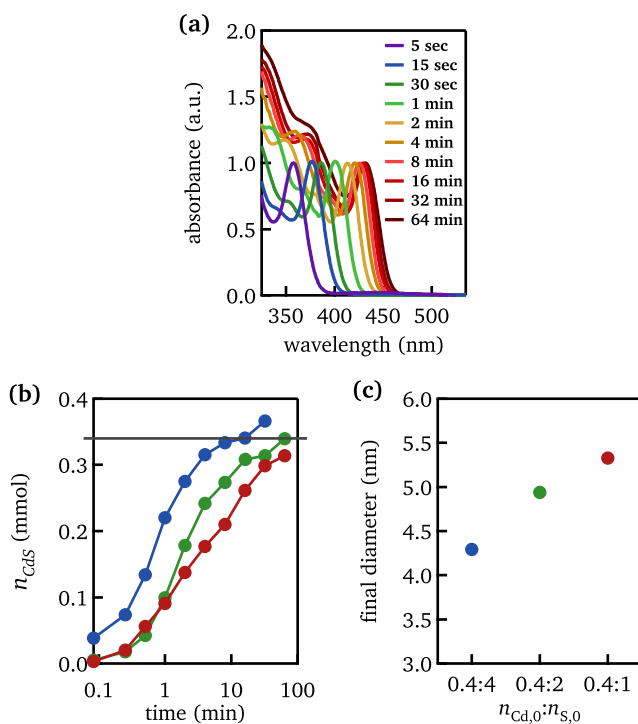 (a)
2.0
1.5
1.0
0.5
0.0
absorbance (a.u.)
5 sec
15 sec
30 sec
1 min
2 min
4 min
8 min
16 min
32 min
64 min
350 400 450 500
wavelength (nm)
(b)
0.4
0.3
0.2
0.1
0.0
nCdS (mmol)
0.1 1 10 100
time (min)
(c)
6.0
5.5
5.0
4.5
4.0
3.5
3.0
final diameter (nm)
0.4:4 0.4:2 0.4:1
nCd,0:nS,0